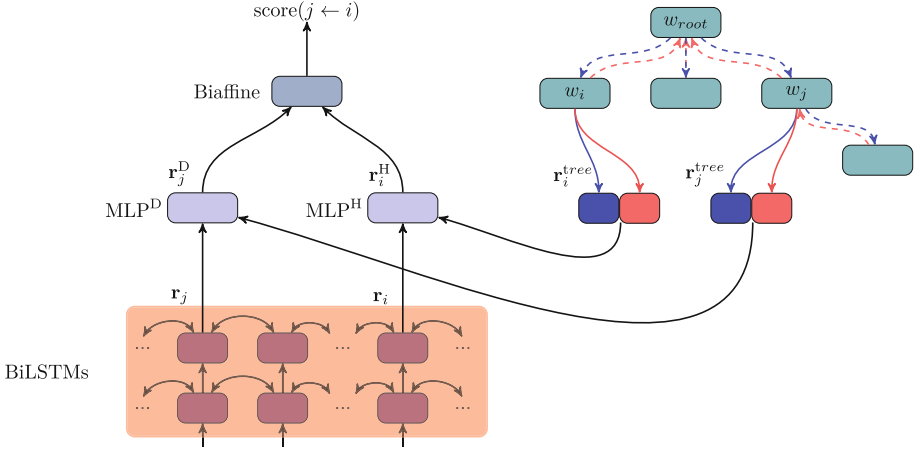 score(j ← i)
w_root
Biaffine
w_i
w_j
r_j^D
r_i^H
r_i^tree
r_j^tree
MLP^D
MLP^H
r_j
r_i
... ... ...
BiLSTMs
... ... ...